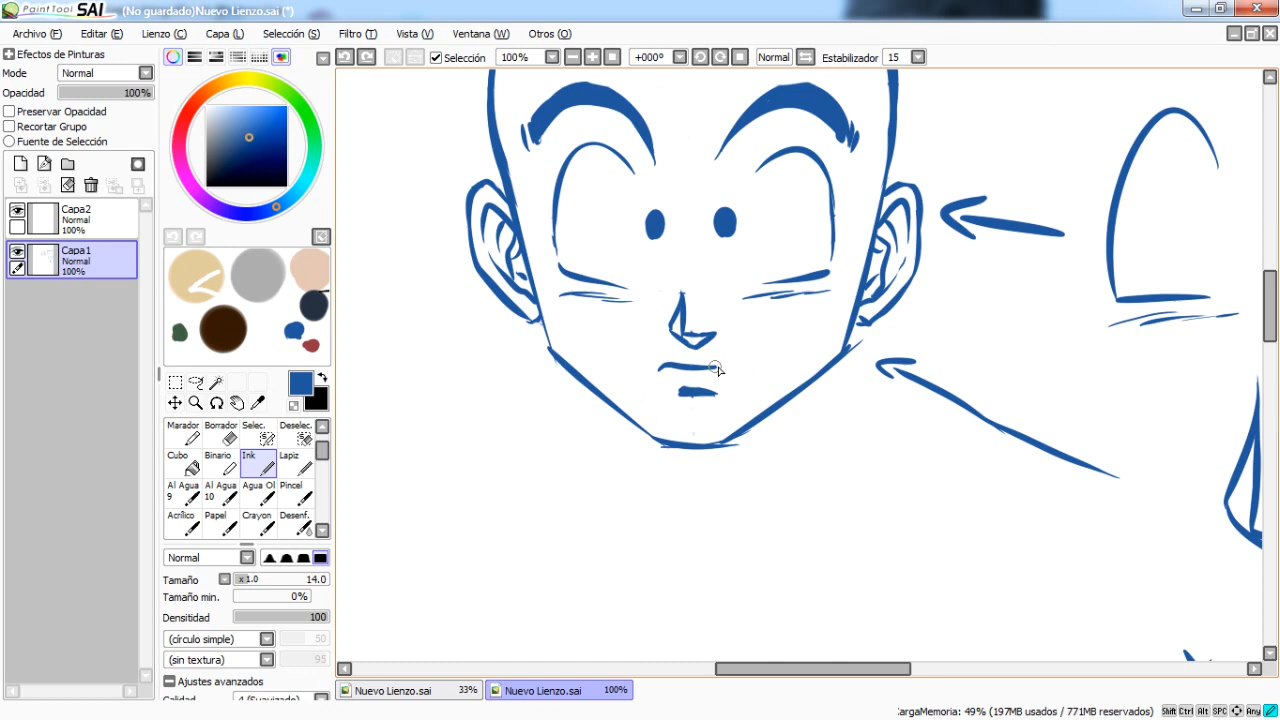 PaintTool SAI (No guardado)Nuevo Lienzo.sai (*)
Archivo (F) Editar (E) Lienzo (C) Capa (L) Selección (S) Filtro (T) Vista (V) Ventana (W) Otros (O)
Efectos de Pinturas
Selección 100% +000° Normal Estabilizador 15
Mode Normal
Opacidad 100%
Preservar Opacidad
Recortar Grupo
Fuente de Selección
Capa2
Normal
100%
Capa1
Normal
100%
Marador Borrador Selec. Deselec.
Cubo Binario Ink Lapiz
Al Agua 9 Al Agua 10 Agua Ol Pincel
Acrílico Papel Crayon Desenf.
Normal
Tamaño x1.0 14.0
Tamaño min. 0%
Densitidad 100
(círculo simple) 50
(sin textura) 95
Ajustes avanzados
Nuevo Lienzo.sai 33% Nuevo Lienzo.sai 100%
CargaMemoria: 49% (197MB usados / 771MB reservados) Shift Ctrl Alt SPC Any